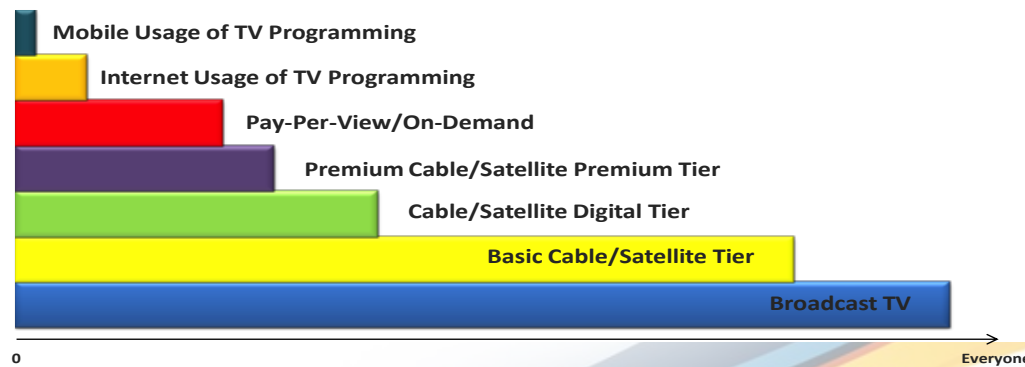 Mobile Usage of TV Programming
Internet Usage of TV Programming
Pay-Per-View/On-Demand
Premium Cable/Satellite Premium Tier
Cable/Satellite Digital Tier
Basic Cable/Satellite Tier
Broadcast TV
0 Everyone